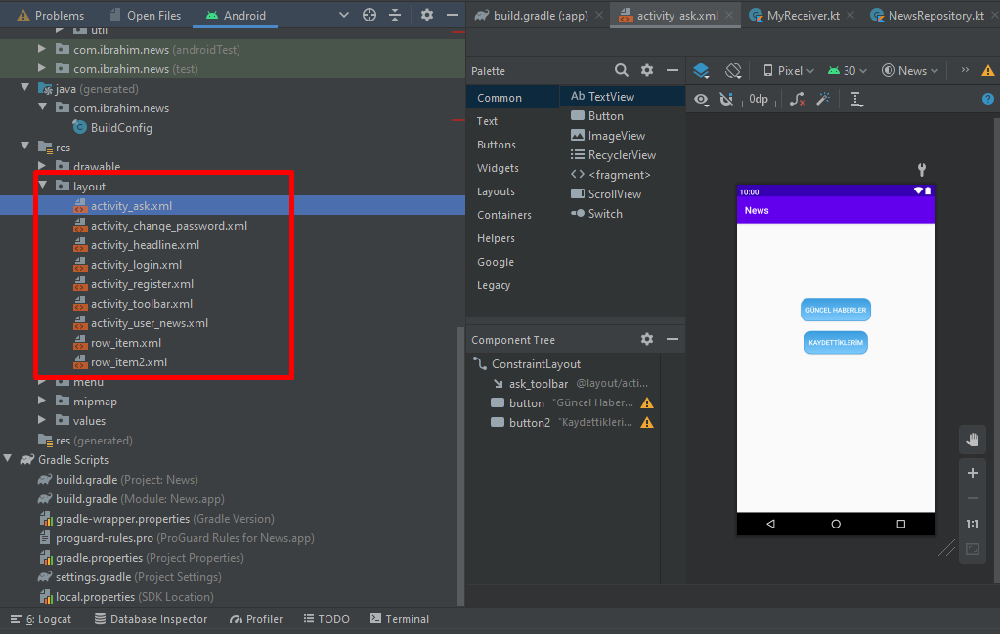 Problems
Open Files
Android
util
com.ibrahim.news (androidTest)
com.ibrahim.news (test)
java (generated)
com.ibrahim.news
BuildConfig
res
drawable
layout
activity_ask.xml
activity_change_password.xml
activity_headline.xml
activity_login.xml
activity_register.xml
activity_toolbar.xml
activity_user_news.xml
row_item.xml
row_item2.xml
menu
mipmap
values
res (generated)
Gradle Scripts
build.gradle (Project: News)
build.gradle (Module: News.app)
gradle-wrapper.properties (Gradle Version)
proguard-rules.pro (ProGuard Rules for News.app)
gradle.properties (Project Properties)
settings.gradle (Project Settings)
local.properties (SDK Location)
build.gradle (:app)
activity_ask.xml
MyReceiver.kt
NewsRepository.kt
Palette
Common
Text
Buttons
Widgets
Layouts
Containers
Helpers
Google
Legacy
Ab TextView
Button
ImageView
RecyclerView
<fragment>
ScrollView
Switch
Component Tree
ConstraintLayout
ask_toolbar @layout/acti...
button "Güncel Haber...
button2 "Kaydettikleri...
Pixel
30
News
0dp
10:00
News
GÜNCEL HABERLER
KAYDETTİKLERİM
1:1
6: Logcat
Database Inspector
Profiler
TODO
Terminal